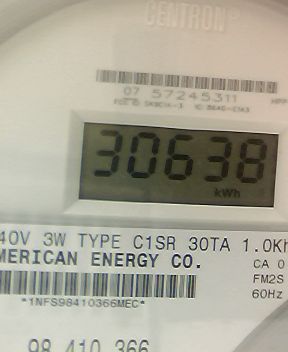 CENTRON®
07 57245311
30638
kWh
40V 3W TYPE C1SR 30TA 1.0Kh
MERICAN ENERGY CO.
CA 0
FM2S
*1NFS98410366MEC*
60Hz
98 410 366